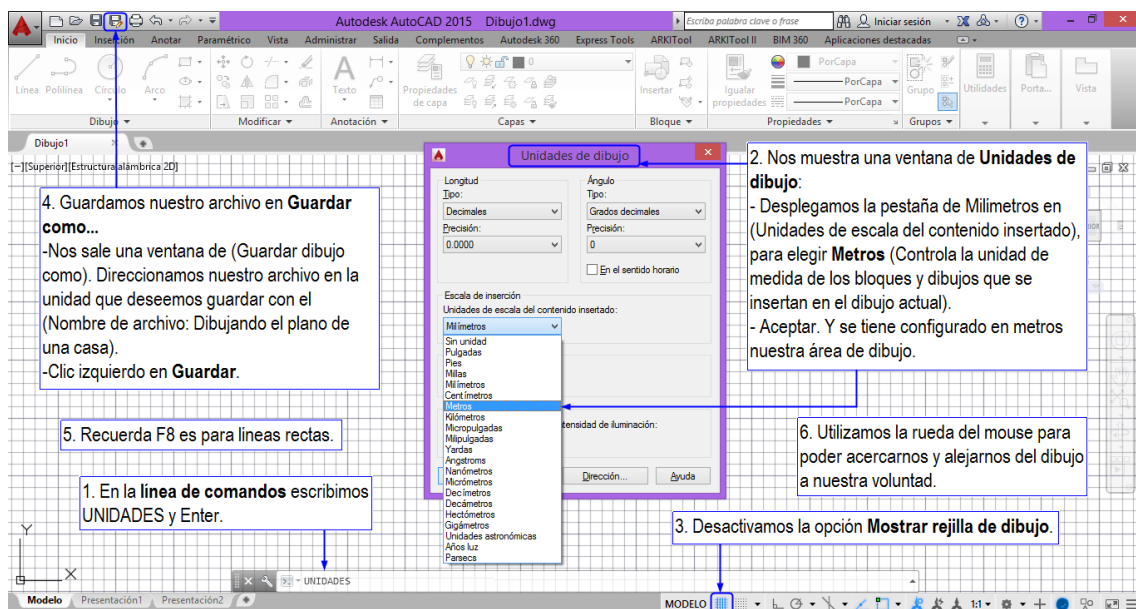 Autodesk AutoCAD 2015 Dibujo1.dwg
Escriba palabra clave o frase
Iniciar sesión
Inicio Inserción Anotar Paramétrico Vista Administrar Salida Complementos Autodesk 360 Express Tools ARKITool ARKITool II BIM 360 Aplicaciones destacadas
Línea Polilínea Círculo Arco
Texto
Propiedades de capa
0
Insertar
Igualar propiedades
PorCapa
PorCapa
PorCapa
Grupo
Utilidades
Porta...
Vista
Dibujo Modificar Anotación Capas Bloque Propiedades Grupos
Dibujo1
[−][Superior][Estructura alámbrica 2D]
4. Guardamos nuestro archivo en Guardar
como...
-Nos sale una ventana de (Guardar dibujo
como). Direccionamos nuestro archivo en la
unidad que deseemos guardar con el
(Nombre de archivo: Dibujando el plano de
una casa).
-Clic izquierdo en Guardar.
5. Recuerda F8 es para lineas rectas.
1. En la línea de comandos escribimos
UNIDADES y Enter.
Unidades de dibujo
Longitud
Tipo:
Decimales
Precisión:
0.0000
Ángulo
Tipo:
Grados decimales
Precisión:
0
En el sentido horario
Escala de inserción
Unidades de escala del contenido insertado:
Milímetros
Sin unidad
Pulgadas
Pies
Millas
Milímetros
Centímetros
Metros
Kilómetros
Micropulgadas
Milipulgadas
Yardas
Angstroms
Nanómetros
Micrómetros
Decímetros
Decámetros
Hectómetros
Gigámetros
Unidades astronómicas
Años luz
Parsecs
tensidad de iluminación:
Dirección...
Ayuda
2. Nos muestra una ventana de Unidades de
dibujo:
- Desplegamos la pestaña de Milimetros en
(Unidades de escala del contenido insertado),
para elegir Metros (Controla la unidad de
medida de los bloques y dibujos que se
insertan en el dibujo actual).
- Aceptar. Y se tiene configurado en metros
nuestra área de dibujo.
6. Utilizamos la rueda del mouse para
poder acercarnos y alejarnos del dibujo
a nuestra voluntad.
3. Desactivamos la opción Mostrar rejilla de dibujo.
Y
X
UNIDADES
Modelo Presentación1 Presentación2
MODELO
1:1